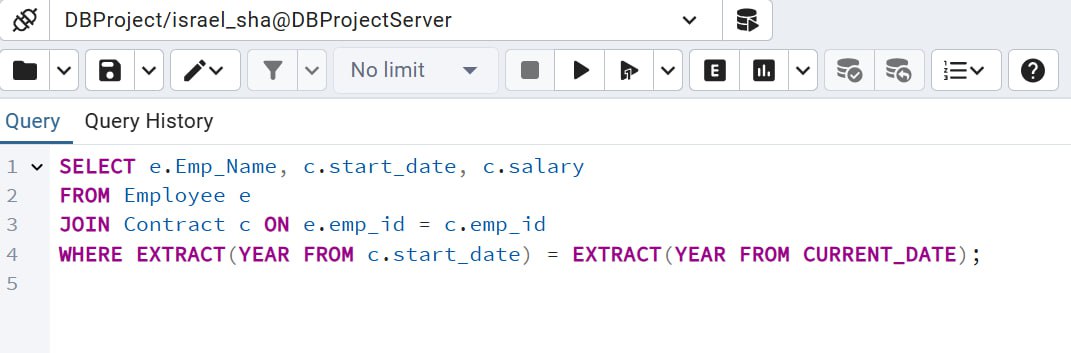 DBProject/israel_sha@DBProjectServer
No limit
E
?
Query Query History
1 SELECT e.Emp_Name, c.start_date, c.salary
2 FROM Employee e
3 JOIN Contract c ON e.emp_id = c.emp_id
4 WHERE EXTRACT(YEAR FROM c.start_date) = EXTRACT(YEAR FROM CURRENT_DATE);
5